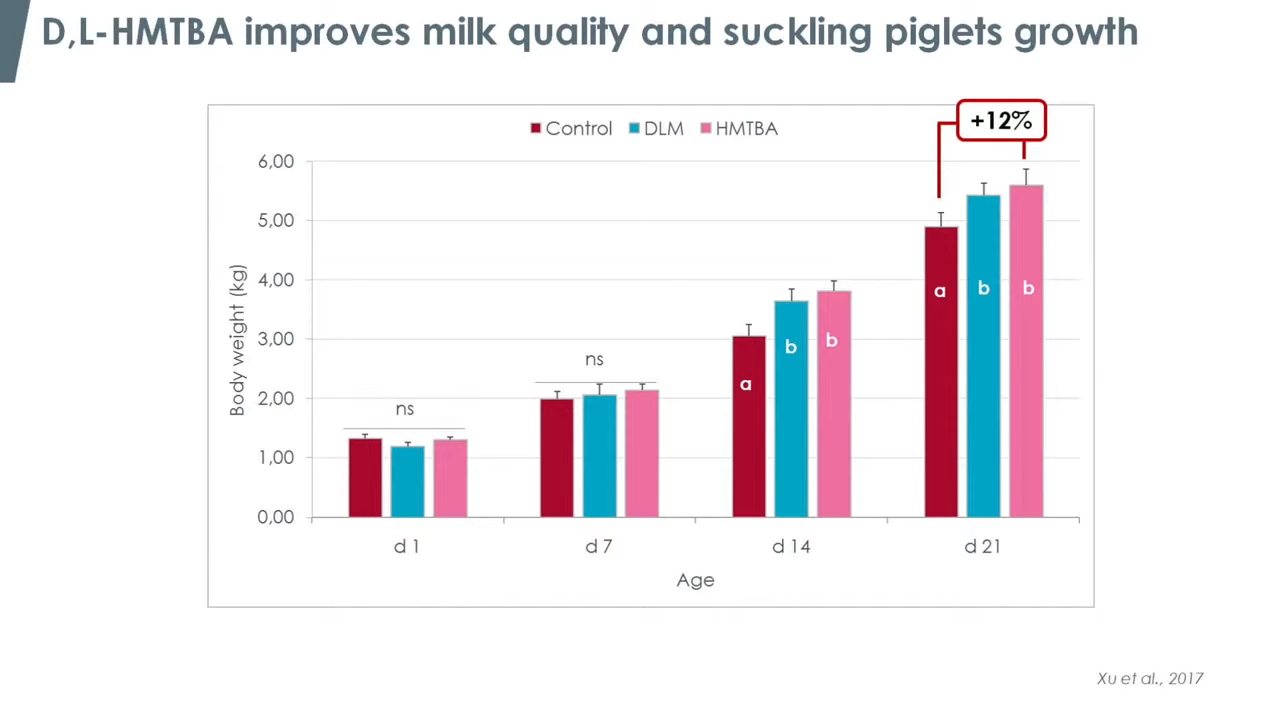 D,L-HMTBA improves milk quality and suckling piglets growth
+12%
Control DLM HMTBA
6,00
5,00
4,00
3,00
2,00
1,00
0,00
Body weight (kg)
ns
ns
a
b
b
a
b
b
d 1 d 7 d 14 d 21
Age
Xu et al., 2017